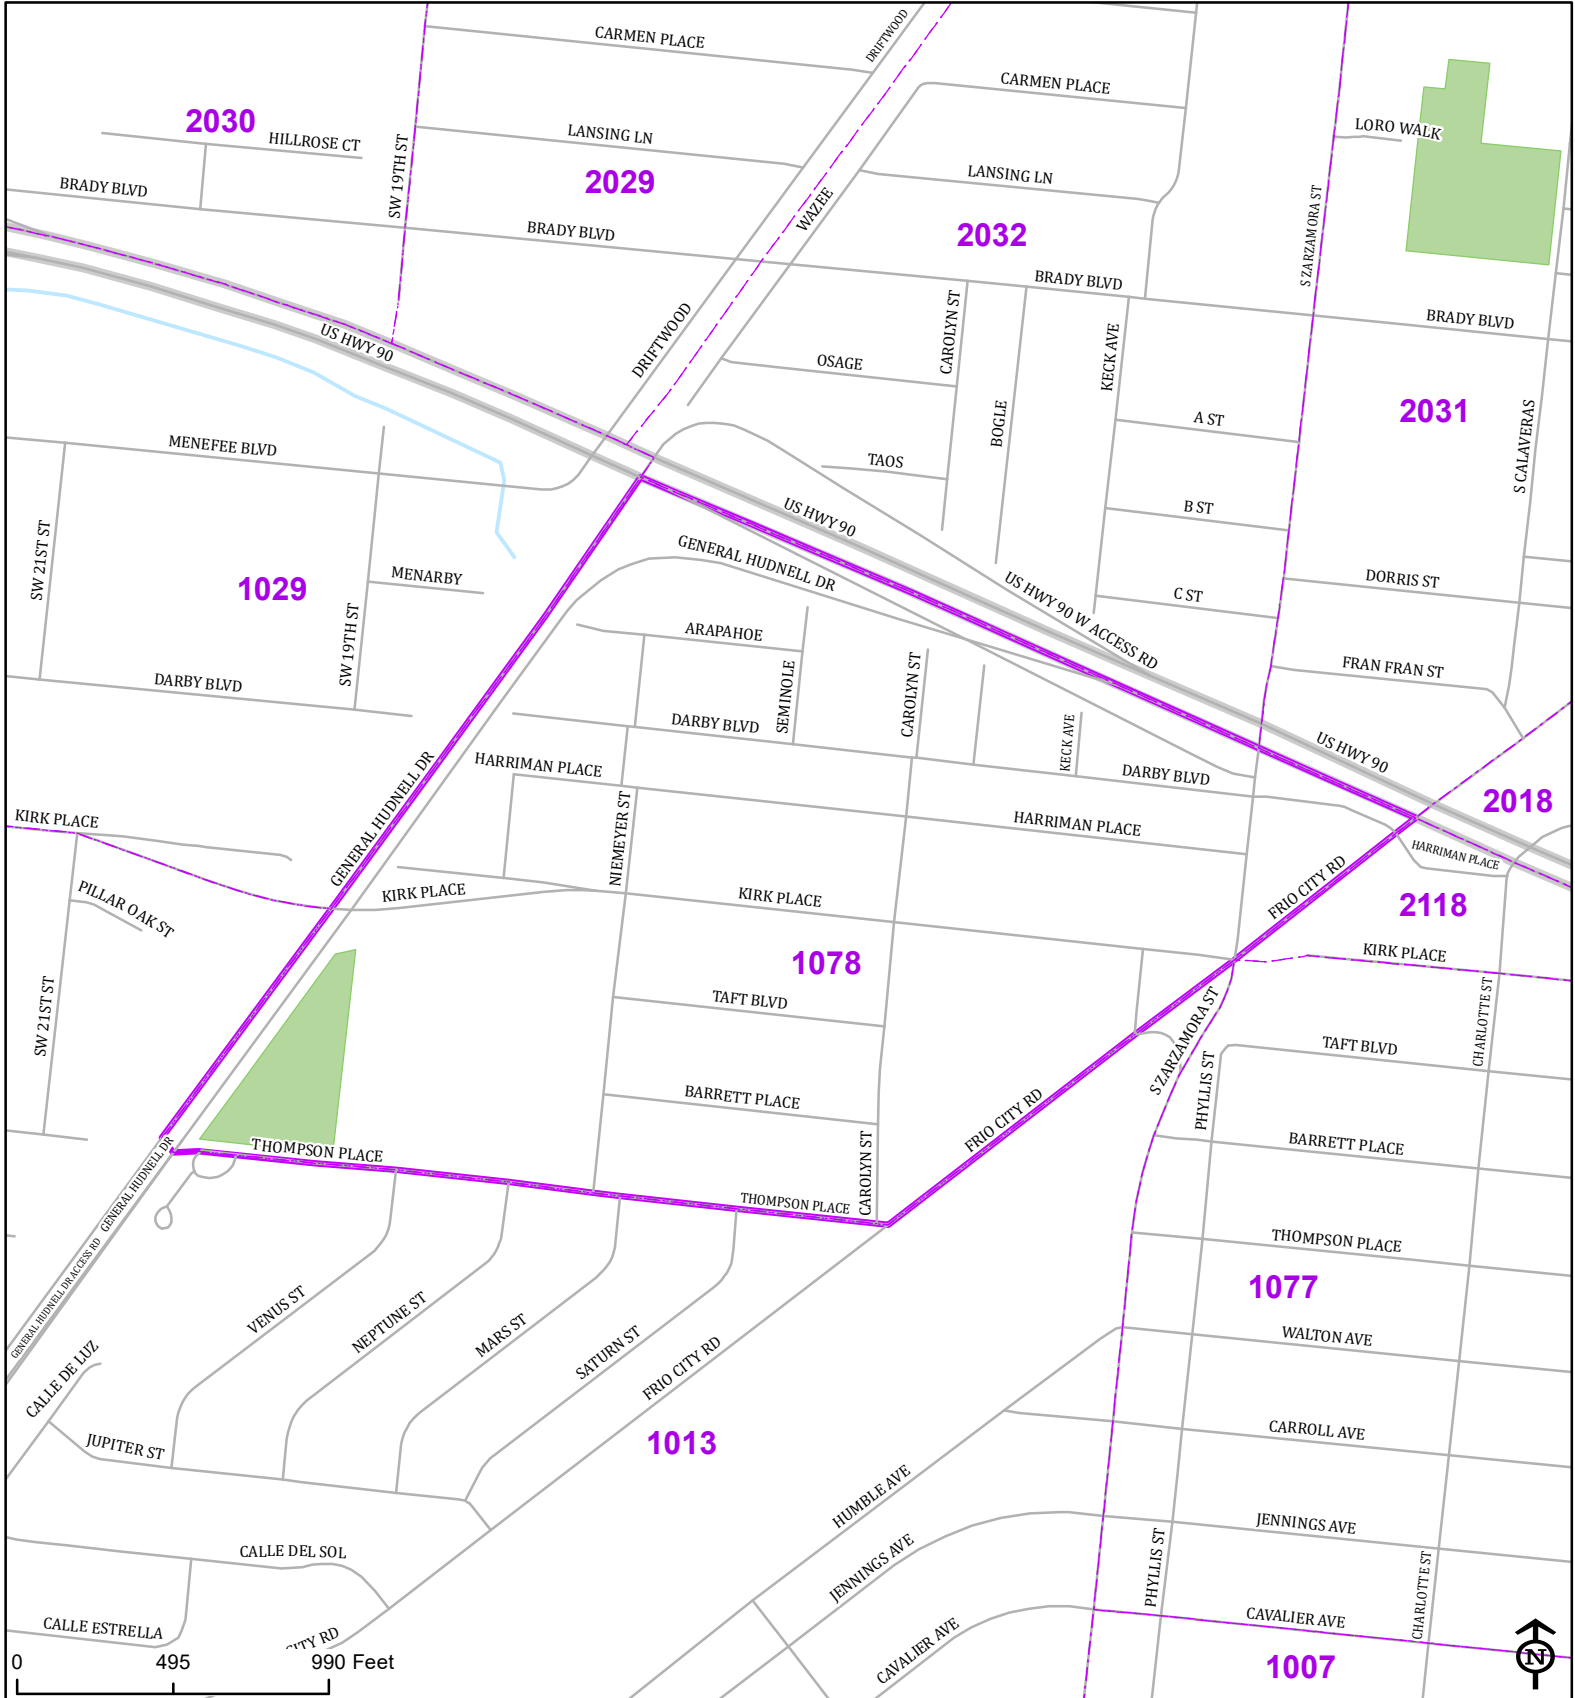 DRIFTWOOD
CARMEN PLACE
CARMEN PLACE
2030
HILLROSE CT
LANSING LN
LORO WALK
SW 19TH ST
2029
LANSING LN
BRADY BLVD
WAZEE
S ZARZAMORA ST
BRADY BLVD
2032
BRADY BLVD
BRADY BLVD
US HWY 90
DRIFTWOOD
CAROLYN ST
OSAGE
KECK AVE
2031
BOGLE
A ST
S CALAVERAS
MENEFEE BLVD
TAOS
US HWY 90
B ST
SW 21ST ST
GENERAL HUDNELL DR
1029
MENARBY
US HWY 90 W ACCESS RD
DORRIS ST
C ST
SW 19TH ST
ARAPAHOE
FRAN FRAN ST
DARBY BLVD
SEMINOLE
CAROLYN ST
DARBY BLVD
KECK AVE
US HWY 90
HARRIMAN PLACE
DARBY BLVD
2018
GENERAL HUDNELL DR
KIRK PLACE
NIEMEYER ST
HARRIMAN PLACE
HARRIMAN PLACE
FRIO CITY RD
KIRK PLACE
KIRK PLACE
2118
PILLAR OAK ST
1078
KIRK PLACE
SW 21ST ST
TAFT BLVD
S ZARZAMORA ST
CHARLOTTE ST
TAFT BLVD
PHYLLIS ST
BARRETT PLACE
FRIO CITY RD
BARRETT PLACE
THOMPSON PLACE
CAROLYN ST
GENERAL HUDNELL DR
THOMPSON PLACE
THOMPSON PLACE
GENERAL HUDNELL DR ACCESS RD
1077
VENUS ST
NEPTUNE ST
MARS ST
SATURN ST
WALTON AVE
CALLE DE LUZ
FRIO CITY RD
1013
CARROLL AVE
JUPITER ST
HUMBLE AVE
JENNINGS AVE
CALLE DEL SOL
JENNINGS AVE
PHYLLIS ST
CHARLOTTE ST
CALLE ESTRELLA
CAVALIER AVE
CAVALIER AVE
CITY RD
1007
N
0 495 990 Feet